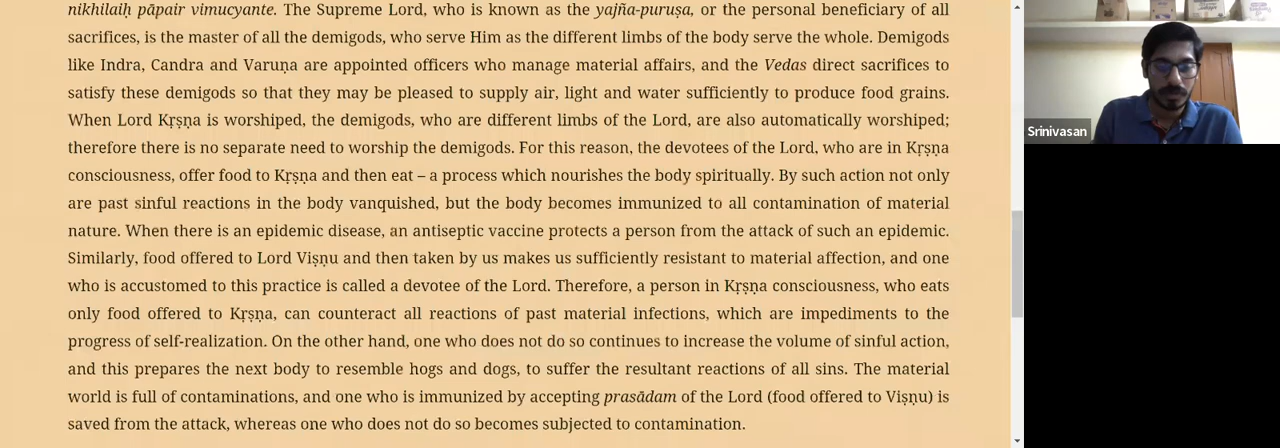 nikhilaiḥ pāpair vimucyante. The Supreme Lord, who is known as the yajña-puruṣa, or the personal beneficiary of all
sacrifices, is the master of all the demigods, who serve Him as the different limbs of the body serve the whole. Demigods
like Indra, Candra and Varuṇa are appointed officers who manage material affairs, and the Vedas direct sacrifices to
satisfy these demigods so that they may be pleased to supply air, light and water sufficiently to produce food grains.
When Lord Kṛṣṇa is worshiped, the demigods, who are different limbs of the Lord, are also automatically worshiped;
therefore there is no separate need to worship the demigods. For this reason, the devotees of the Lord, who are in Kṛṣṇa
consciousness, offer food to Kṛṣṇa and then eat – a process which nourishes the body spiritually. By such action not only
are past sinful reactions in the body vanquished, but the body becomes immunized to all contamination of material
nature. When there is an epidemic disease, an antiseptic vaccine protects a person from the attack of such an epidemic.
Similarly, food offered to Lord Viṣṇu and then taken by us makes us sufficiently resistant to material affection, and one
who is accustomed to this practice is called a devotee of the Lord. Therefore, a person in Kṛṣṇa consciousness, who eats
only food offered to Kṛṣṇa, can counteract all reactions of past material infections, which are impediments to the
progress of self-realization. On the other hand, one who does not do so continues to increase the volume of sinful action,
and this prepares the next body to resemble hogs and dogs, to suffer the resultant reactions of all sins. The material
world is full of contaminations, and one who is immunized by accepting prasādam of the Lord (food offered to Viṣṇu) is
saved from the attack, whereas one who does not do so becomes subjected to contamination.
Srinivasan